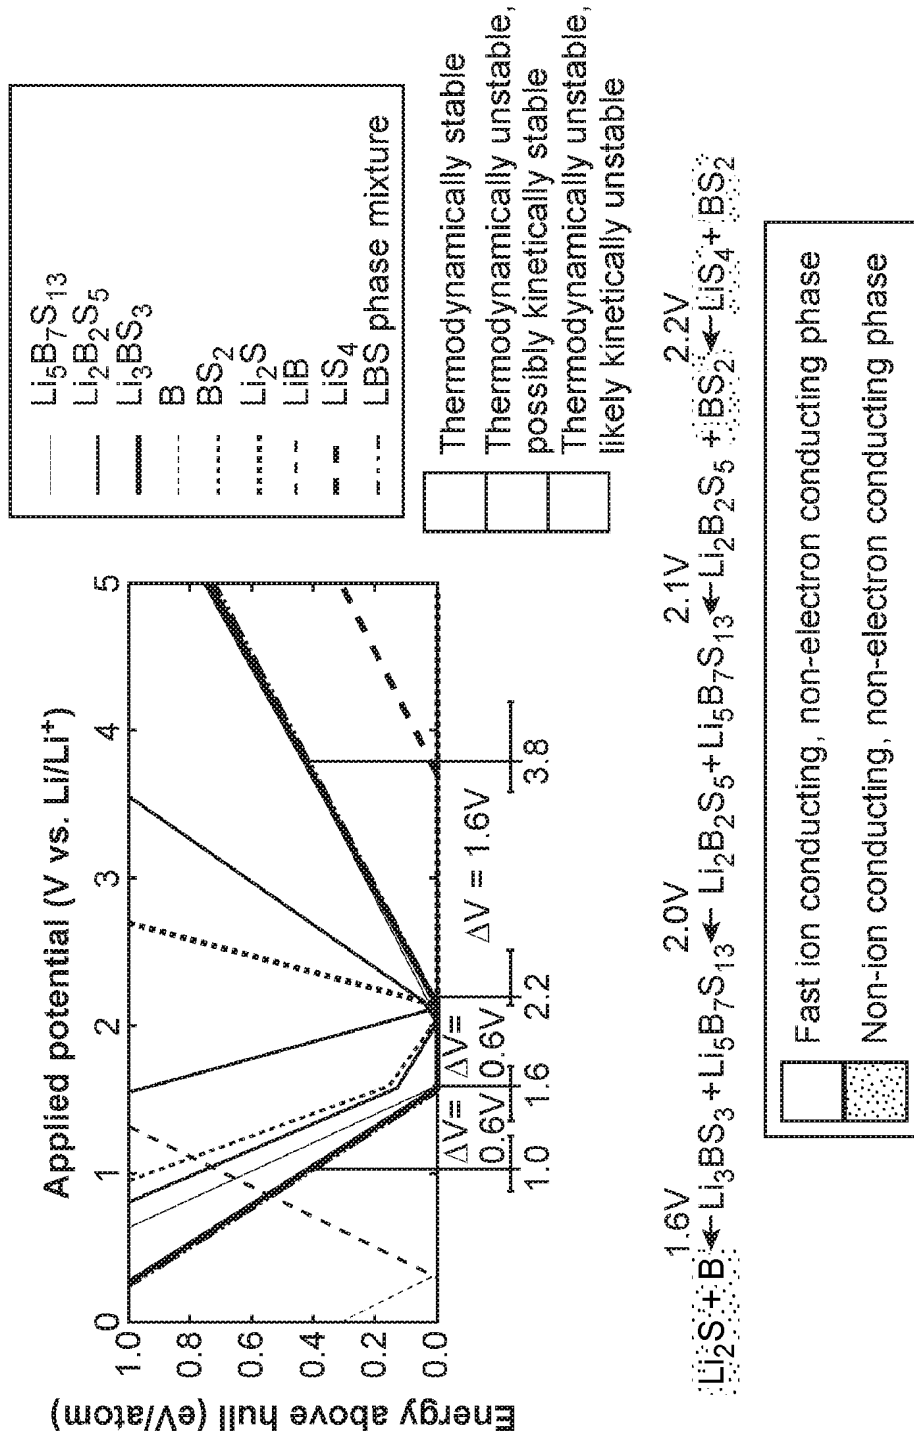 Applied potential (V vs. Li/Li⁺)
0 1 2 3 4 5
Energy above hull (eV/atom)
1.0
0.8
0.6
0.4
0.2
0.0
ΔV=
0.6V
ΔV=
0.6V
ΔV = 1.6V
1.0 1.6 2.2 3.8
Li₅B₇S₁₃
Li₂B₂S₅
Li₃BS₃
B
BS₂
Li₂S
LiB
LiS₄
LBS phase mixture
Thermodynamically stable
Thermodynamically unstable,
possibly kinetically stable
Thermodynamically unstable,
likely kinetically unstable
1.6V 2.0V 2.1V 2.2V
Li₂S + B ← Li₃BS₃ + Li₅B₇S₁₃ ← Li₂B₂S₅ + Li₅B₇S₁₃ ← Li₂B₂S₅ + BS₂ ← LiS₄ + BS₂
Fast ion conducting, non-electron conducting phase
Non-ion conducting, non-electron conducting phase